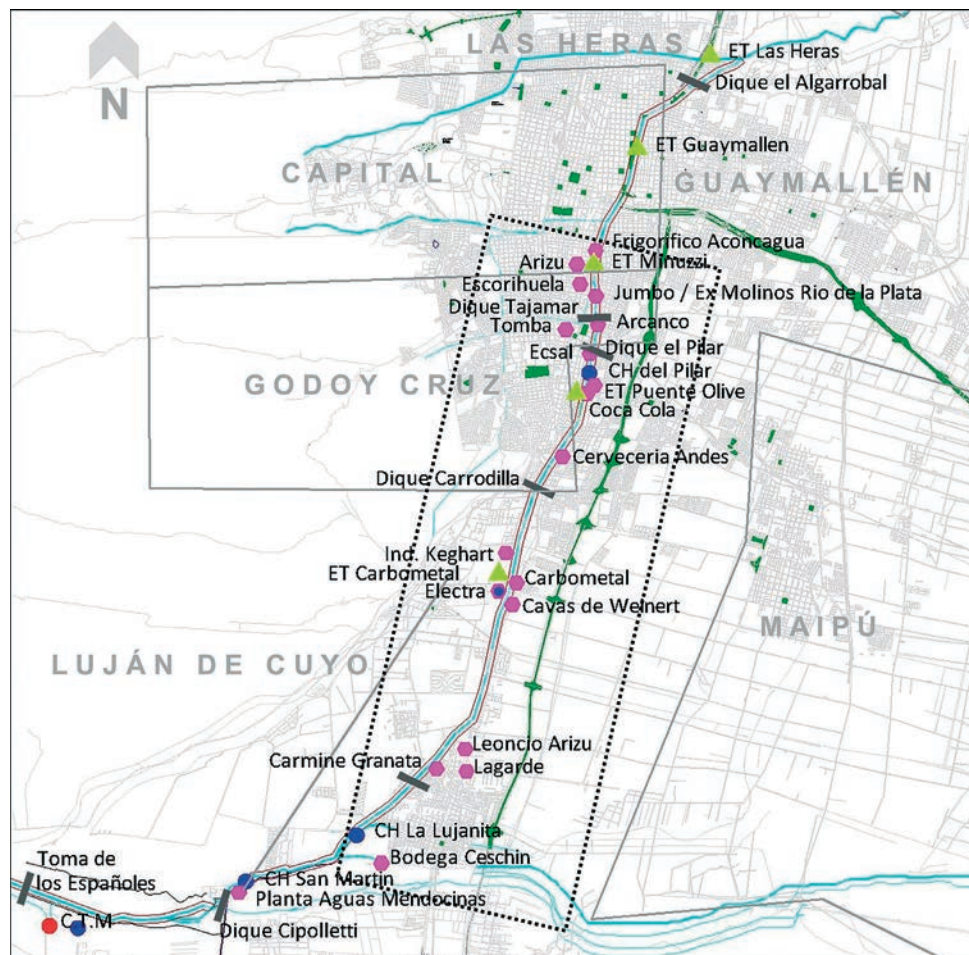 LAS HERAS
ET Las Heras
Dique el Algarrobal
N
ET Guaymallen
CAPITAL
GUAYMALLÉN
Frigorifico Aconcagua
Arizu
ET Minuzzi
Escorihuela
Jumbo / Ex Molinos Rio de la Plata
Dique Tajamar
Tomba
Arcanco
Ecsal
Dique el Pilar
CH del Pilar
GODOY CRUZ
ET Puente Olive
Coca Cola
Cerveceria Andes
Dique Carrodilla
Ind. Keghart
ET Carbometal
Carbometal
Electra
Cavas de Weinert
MAIPÚ
LUJÁN DE CUYO
Leoncio Arizu
Carmine Granata
Lagarde
CH La Lujanita
Toma de
los Españoles
Bodega Ceschin
CH San Martin
Planta Aguas Mendocinas
C.T.M
Dique Cipolletti